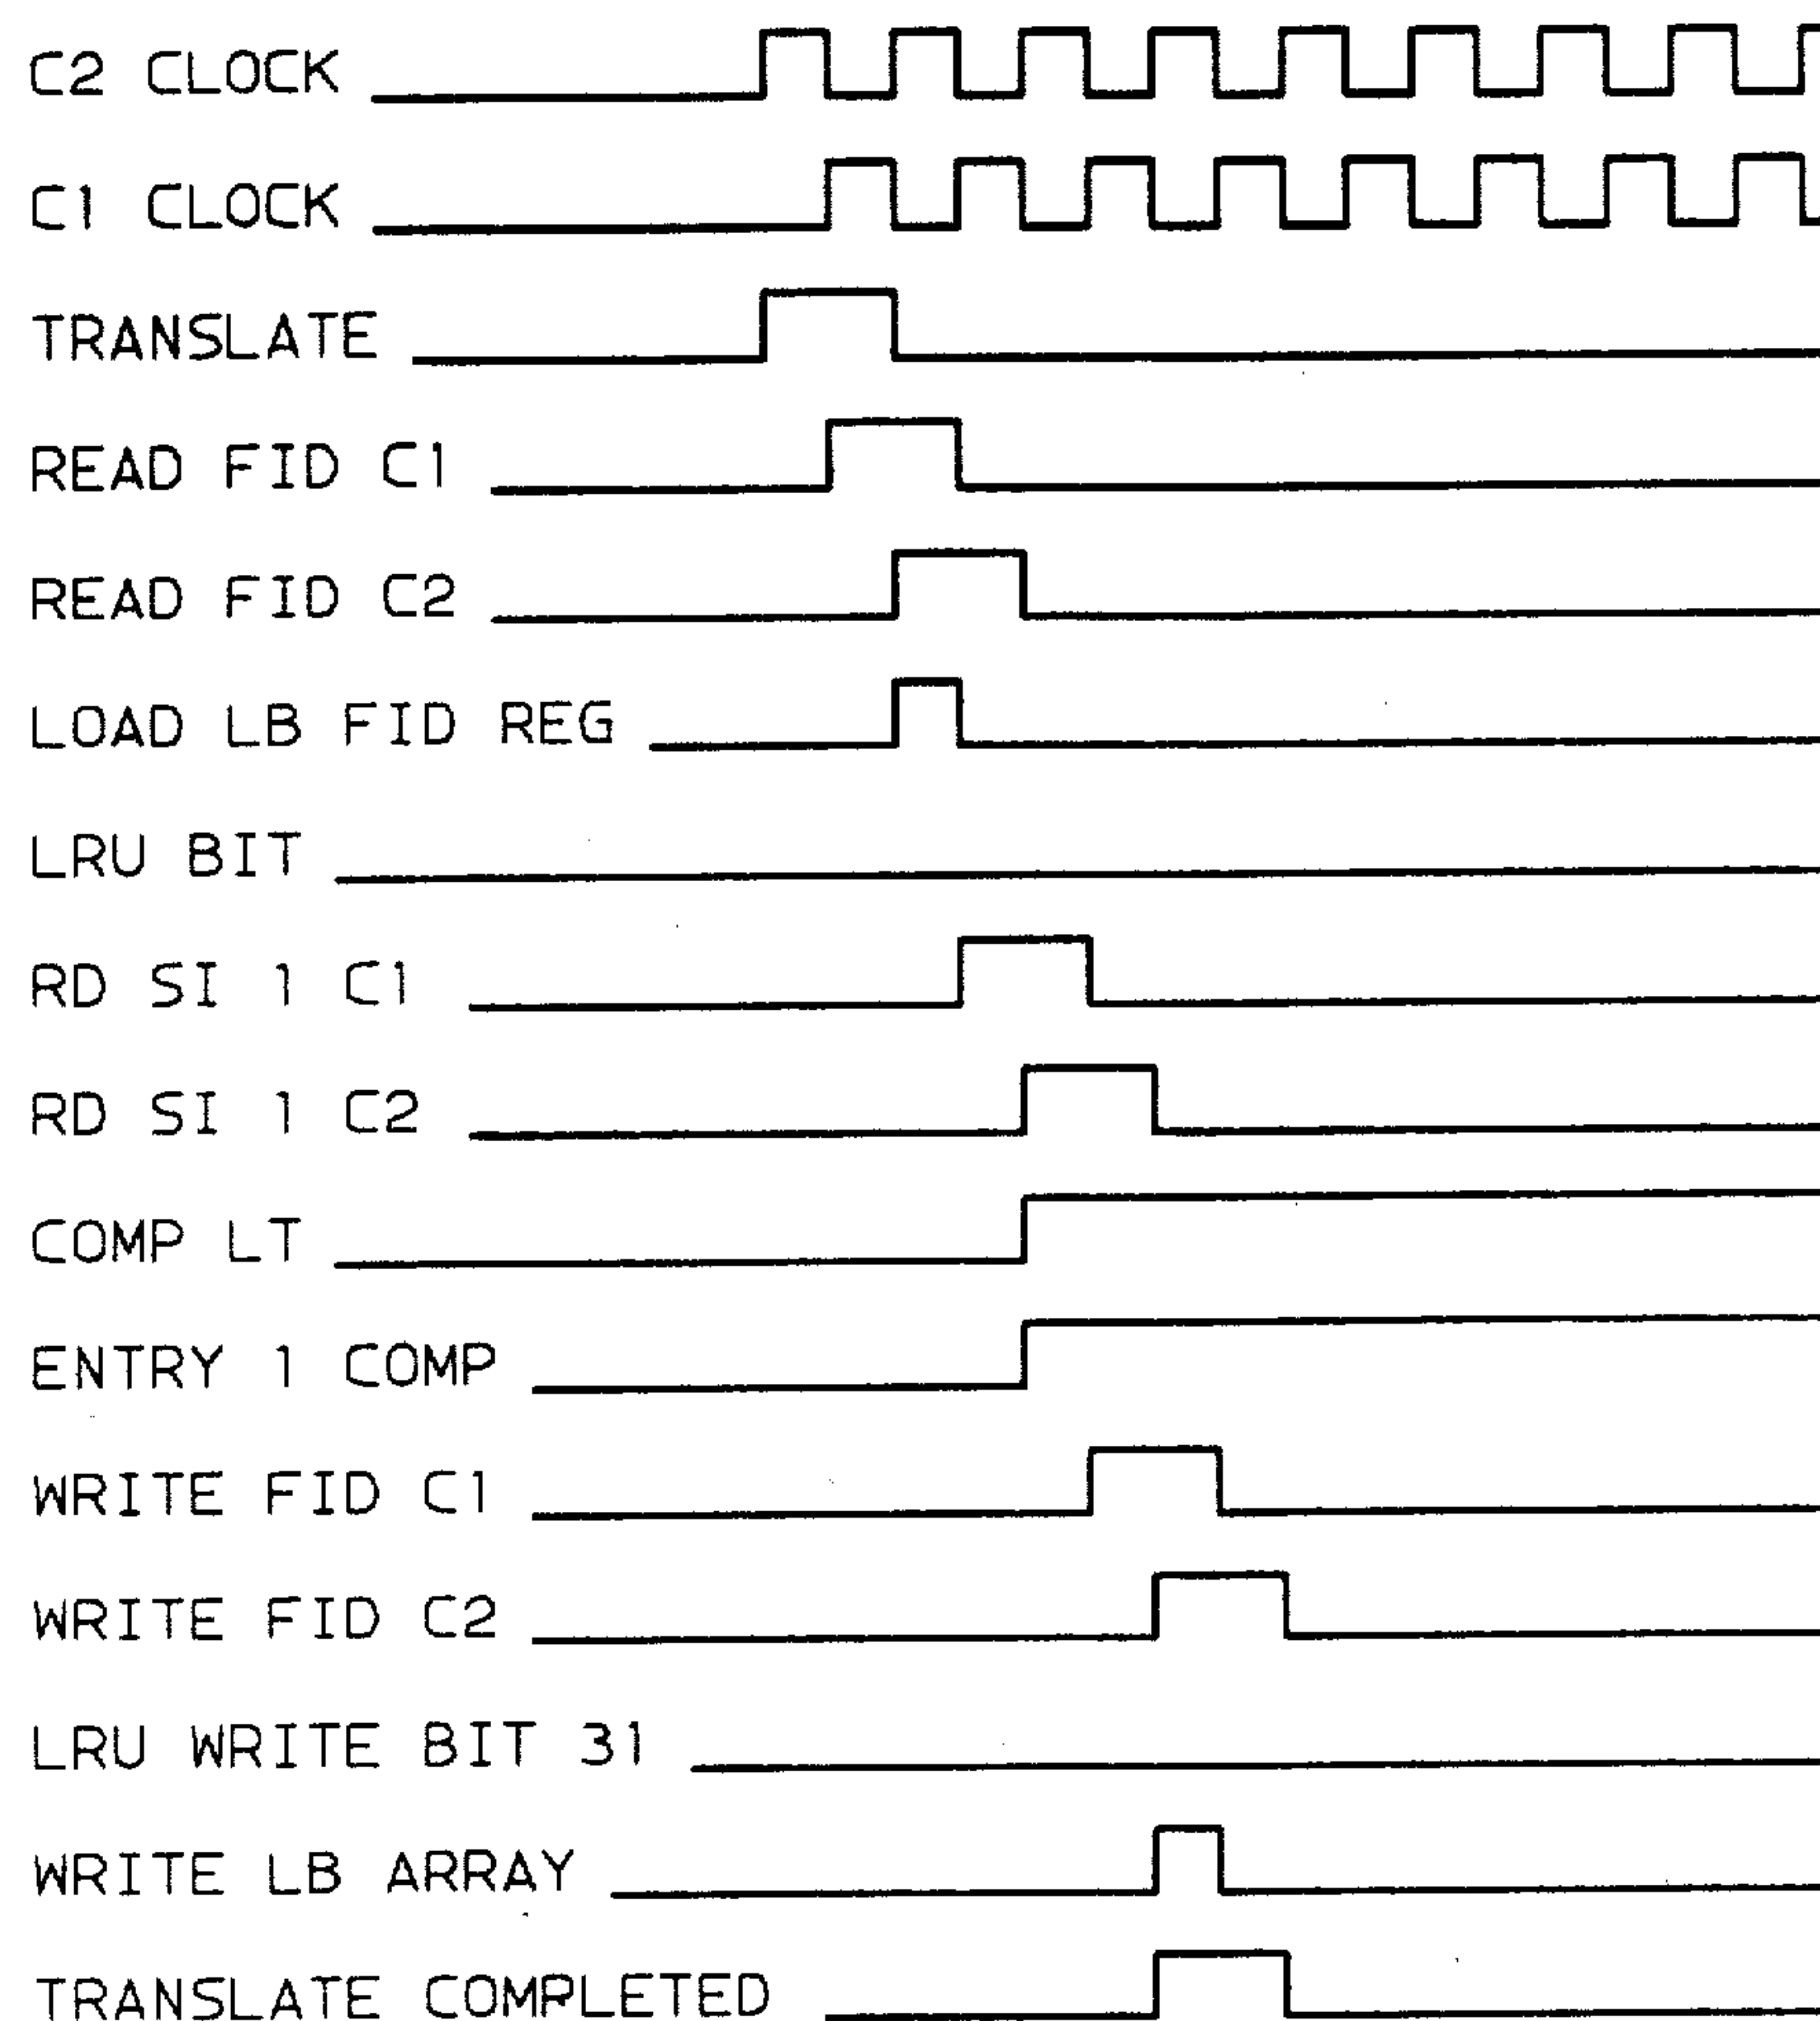 C2 CLOCK
C1 CLOCK
TRANSLATE
READ FID C1
READ FID C2
LOAD LB FID REG
LRU BIT
RD SI 1 C1
RD SI 1 C2
COMP LT
ENTRY 1 COMP
WRITE FID C1
WRITE FID C2
LRU WRITE BIT 31
WRITE LB ARRAY
TRANSLATE COMPLETED